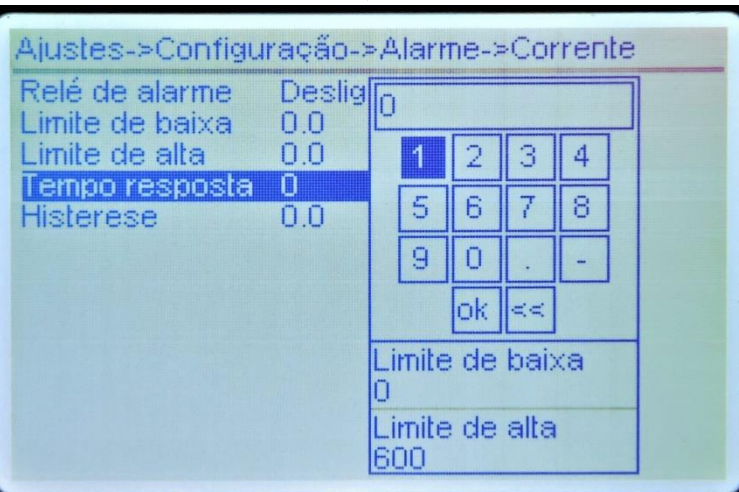 Ajustes->Configuração->Alarme->Corrente
Relé de alarme Deslig
Limite de baixa 0.0
Limite de alta 0.0
Tempo resposta 0
Histerese 0.0
0
1 2 3 4
5 6 7 8
9 0 . -
ok <<
Limite de baixa
0
Limite de alta
600